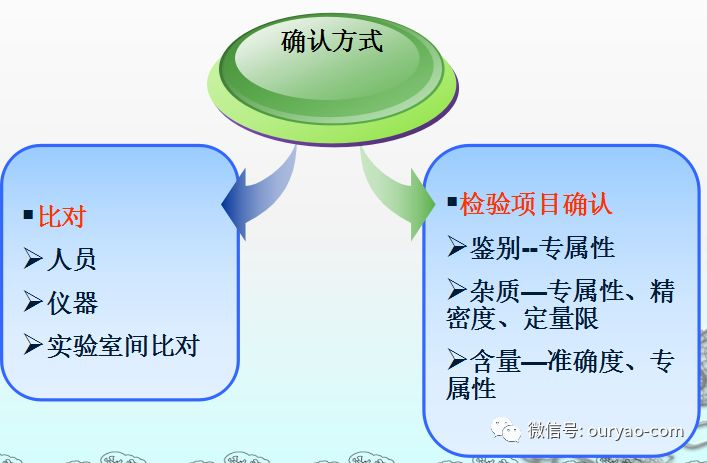 确认方式
▪比对
➢人员
➢仪器
➢实验室间比对
▪检验项目确认
➢鉴别--专属性
➢杂质—专属性、精
密度、定量限
➢含量—准确度、专
属性
微信号: ouryao-com